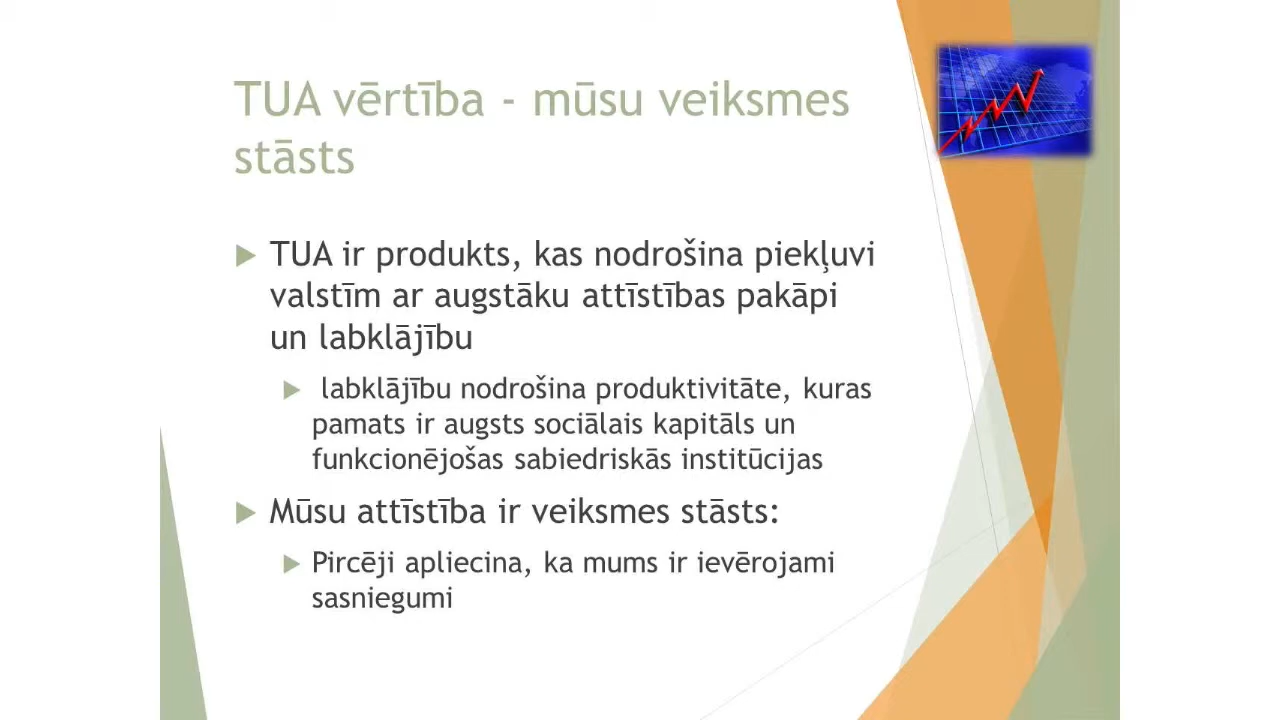 TUA vērtība - mūsu veiksmes
stāsts
TUA ir produkts, kas nodrošina piekļuvi
valstīm ar augstāku attīstības pakāpi
un labklājību
labklājību nodrošina produktivitāte, kuras
pamats ir augsts sociālais kapitāls un
funkcionējošas sabiedriskās institūcijas
Mūsu attīstība ir veiksmes stāsts:
Pircēji apliecina, ka mums ir ievērojami
sasniegumi